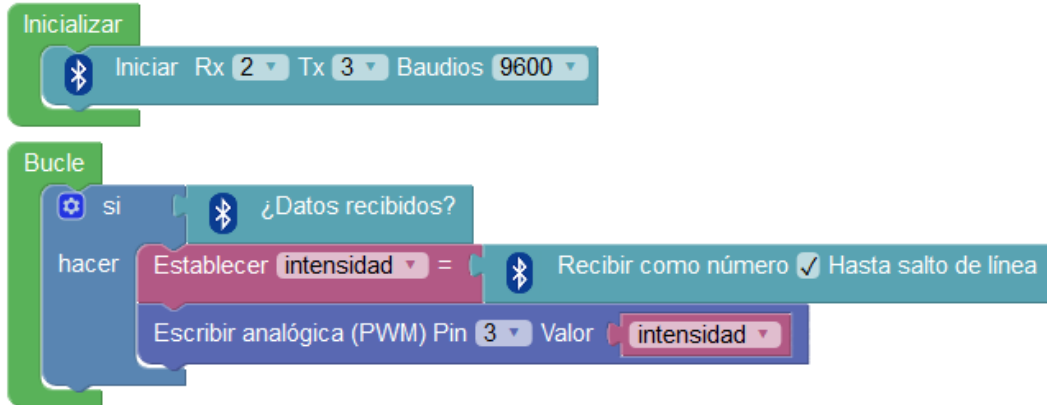 Inicializar
Iniciar Rx 2 Tx 3 Baudios 9600
Bucle
si ¿Datos recibidos?
hacer Establecer intensidad = Recibir como número Hasta salto de línea
Escribir analógica (PWM) Pin 3 Valor intensidad